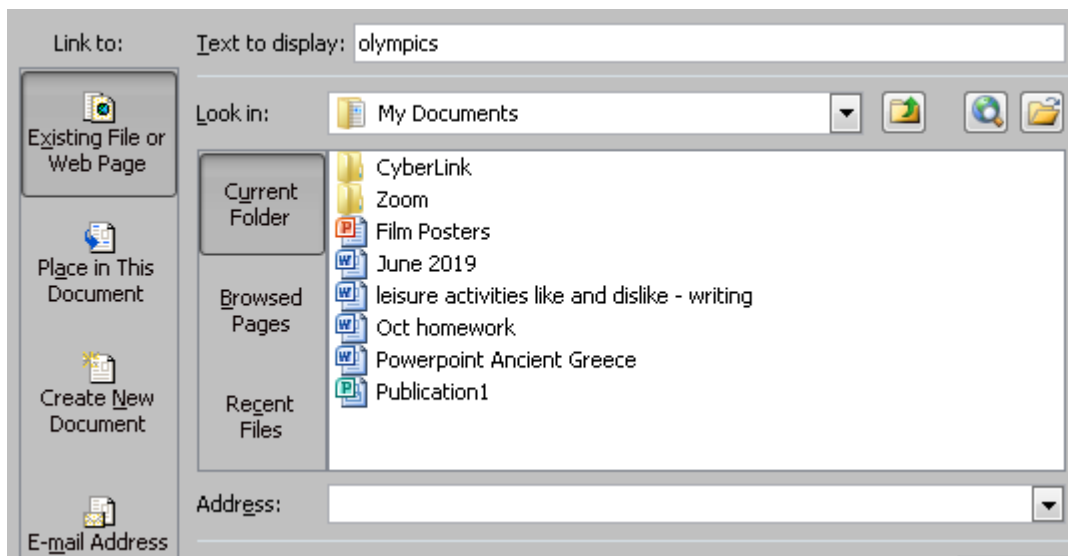 Link to:
Text to display: olympics
Existing File or
Web Page
Look in: My Documents
Current
Folder
CyberLink
Zoom
Film Posters
June 2019
leisure activities like and dislike - writing
Oct homework
Powerpoint Ancient Greece
Publication1
Place in This
Document
Browsed
Pages
Create New
Document
Recent
Files
Address:
E-mail Address